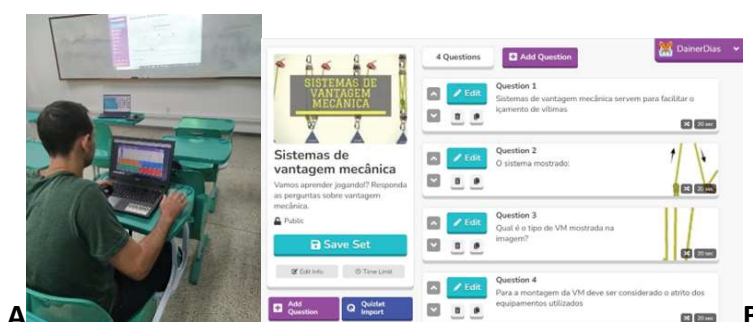 SISTEMAS DE
VANTAGEM
MECÂNICA
Sistemas de
vantagem mecânica
Vamos aprender jogando!? Responda
as perguntas sobre vantagem
mecânica.
Public
Save Set
Edit Info
Time Limit
Add
Question
Quizlet
Import
4 Questions
Add Question
DainerDias
Edit
Question 1
Sistemas de vantagem mecânica servem para facilitar o
içamento de vítimas
20 sec
Edit
Question 2
O sistema mostrado:
20 sec
Edit
Question 3
Qual é o tipo de VM mostrada na
imagem?
20 sec
Edit
Question 4
Para a montagem da VM deve ser considerado o atrito dos
equipamentos utilizados
20 sec
A